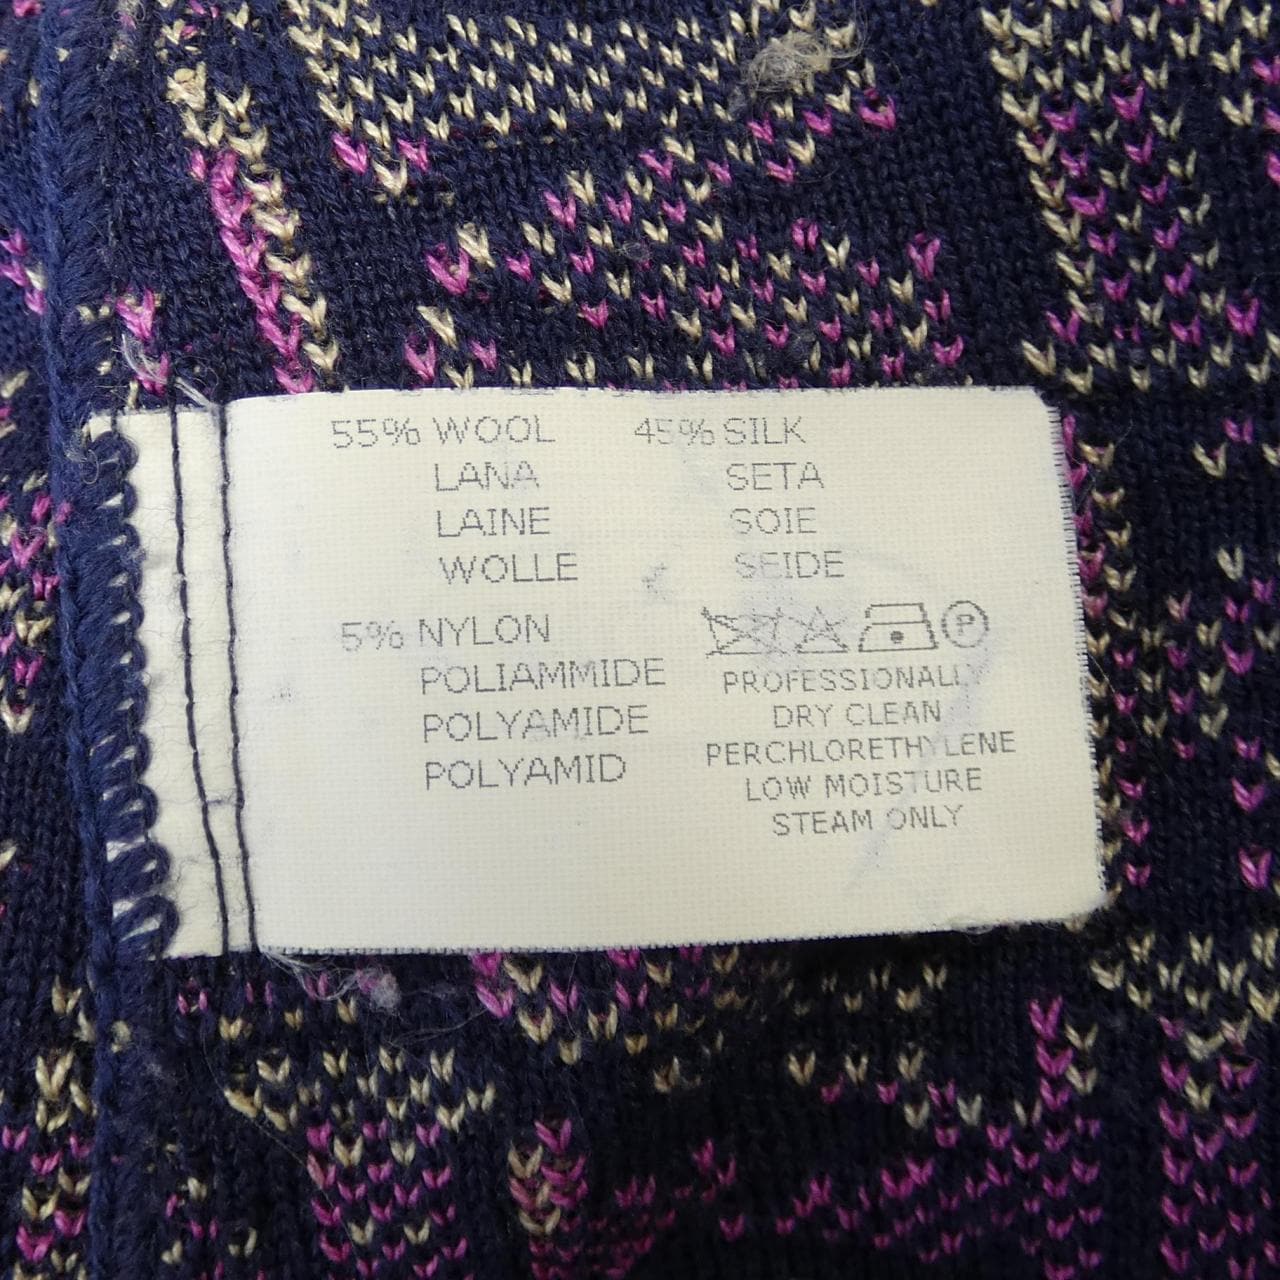 55% WOOL 45% SILK
LANA SETA
LAINE SOIE
WOLLE SEIDE
5% NYLON
POLIAMMIDE
POLYAMIDE
POLYAMID
P
PROFESSIONALLY
DRY CLEAN
PERCHLORETHYLENE
LOW MOISTURE
STEAM ONLY